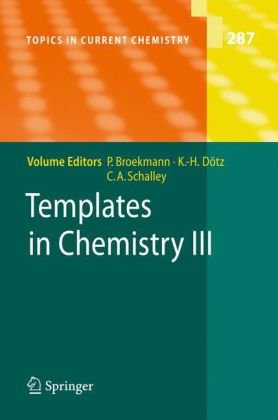 TOPICS IN CURRENT CHEMISTRY
287
Volume Editors P. Broekmann · K.-H. Dötz
C.A. Schalley
Templates
in Chemistry III
Springer